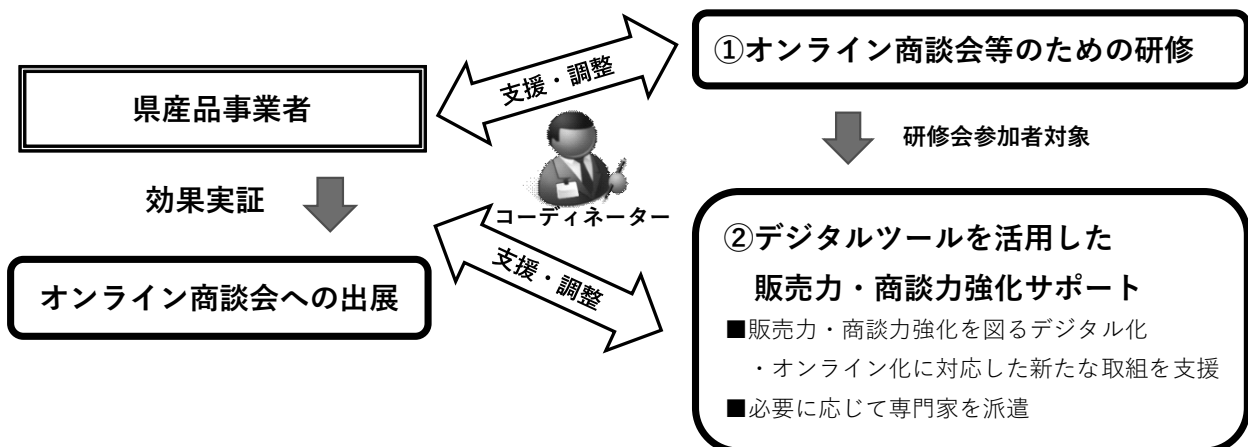 県産品事業者
効果実証
オンライン商談会への出展
支援・調整
コーディネーター
支援・調整
①オンライン商談会等のための研修
研修会参加者対象
②デジタルツールを活用した
販売力・商談力強化サポート
■販売力・商談力強化を図るデジタル化
・オンライン化に対応した新たな取組を支援
■必要に応じて専門家を派遣